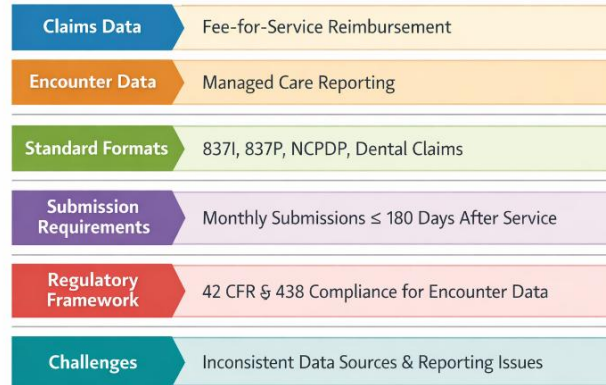 Claims Data
Fee-for-Service Reimbursement
Encounter Data
Managed Care Reporting
Standard Formats
837I, 837P, NCPDP, Dental Claims
Submission
Requirements
Monthly Submissions ≤ 180 Days After Service
Regulatory
Framework
42 CFR & 438 Compliance for Encounter Data
Challenges
Inconsistent Data Sources & Reporting Issues